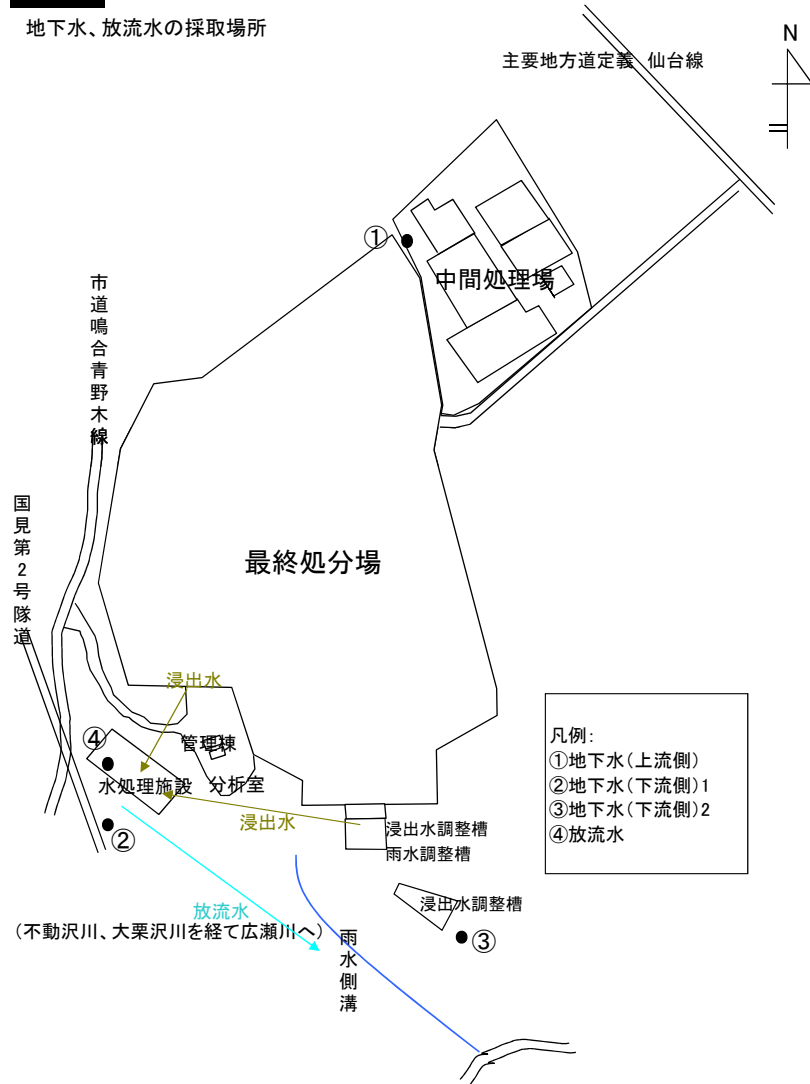 地下水、放流水の採取場所
主要地方道定義 仙台線
N
①
中間処理場
市道鳴合青野木線
国見第2号隧道
最終処分場
浸出水
④
管理棟
水処理施設
分析室
浸出水
②
浸出水調整槽
雨水調整槽
凡例:
①地下水(上流側)
②地下水(下流側)1
③地下水(下流側)2
④放流水
放流水
(不動沢川、大栗沢川を経て広瀬川へ)
雨水側溝
浸出水調整槽
③